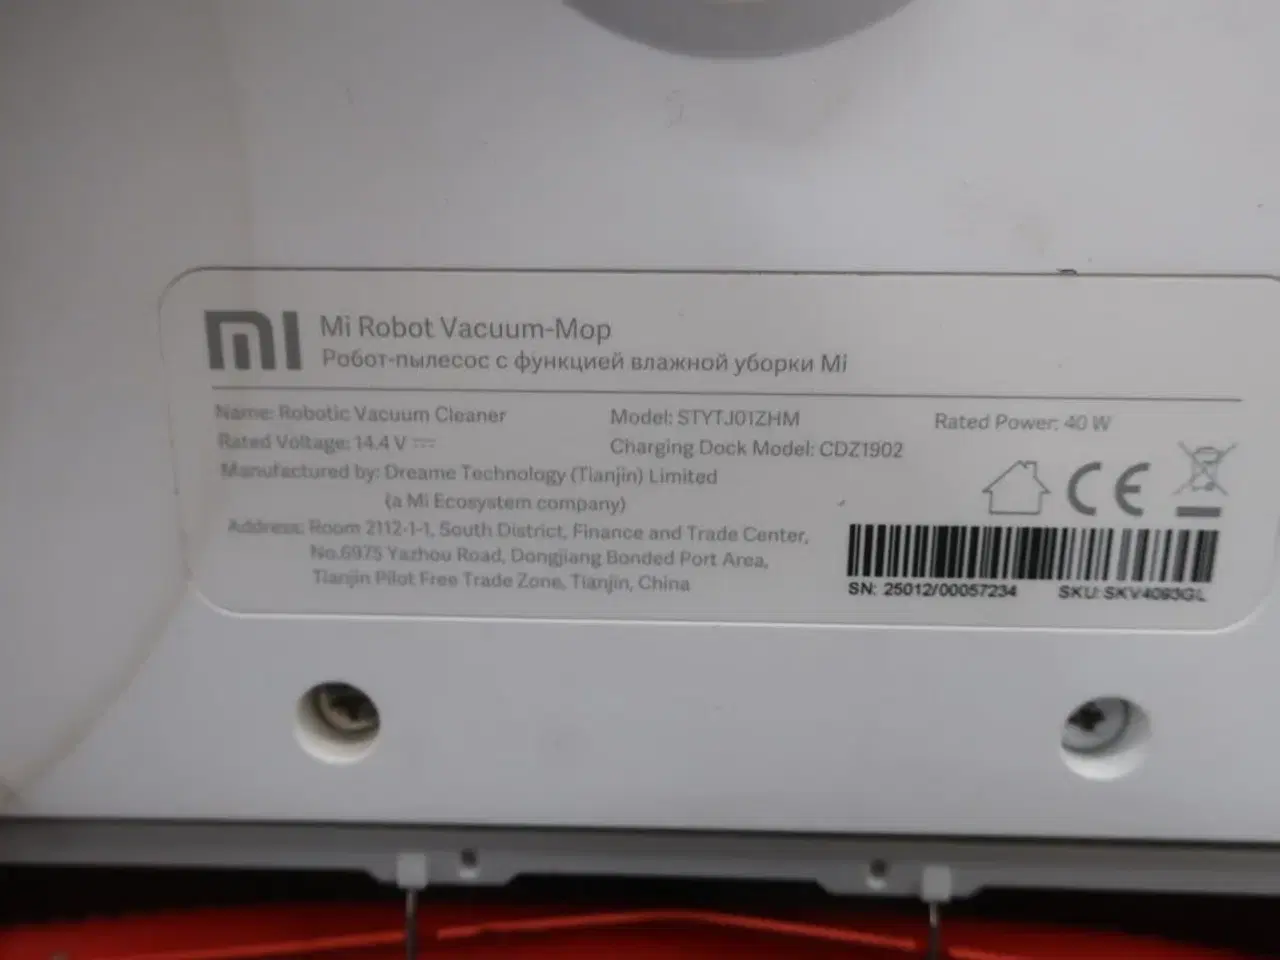 mi Mi Robot Vacuum-Mop
Робот-пылесос с функцией влажной уборки Mi
Name: Robotic Vacuum Cleaner Model: STYTJ01ZHM Rated Power: 40 W
Rated Voltage: 14.4 V ⎓ Charging Dock Model: CDZ1902
Manufactured by: Dreame Technology (Tianjin) Limited
(a Mi Ecosystem company)
CE
Address: Room 2112-1-1, South District, Finance and Trade Center,
No.6975 Yazhou Road, Dongjiang Bonded Port Area,
Tianjin Pilot Free Trade Zone, Tianjin, China
SN: 25012/00057234 SKU: SKV4093GL